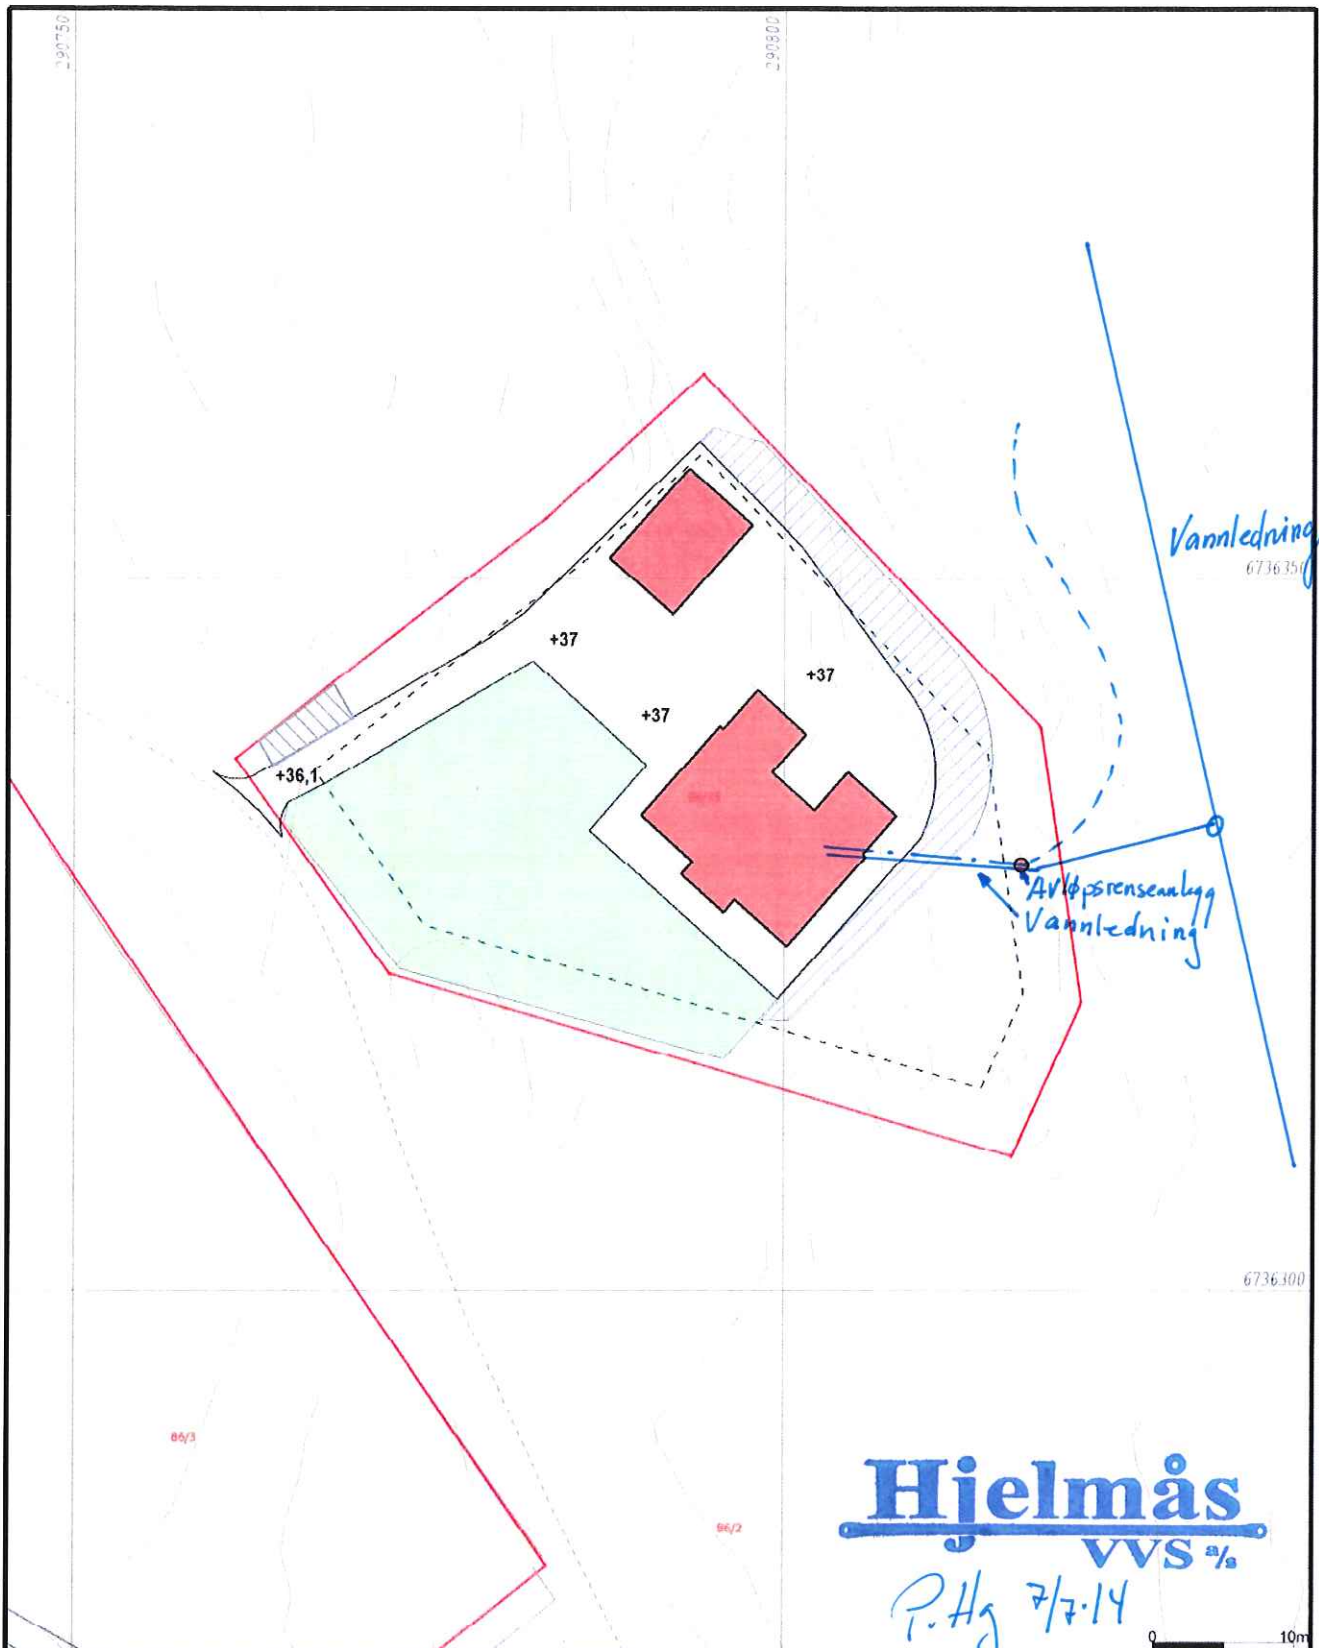 290750
290800
Vannledning
6736350
+37
+37
+37
+36,1
Avløpsrenseanlegg
Vannledning
6736300
86/3
86/2
Hjelmås
VVS a/s
P. Hg 7/7.14
0 10m